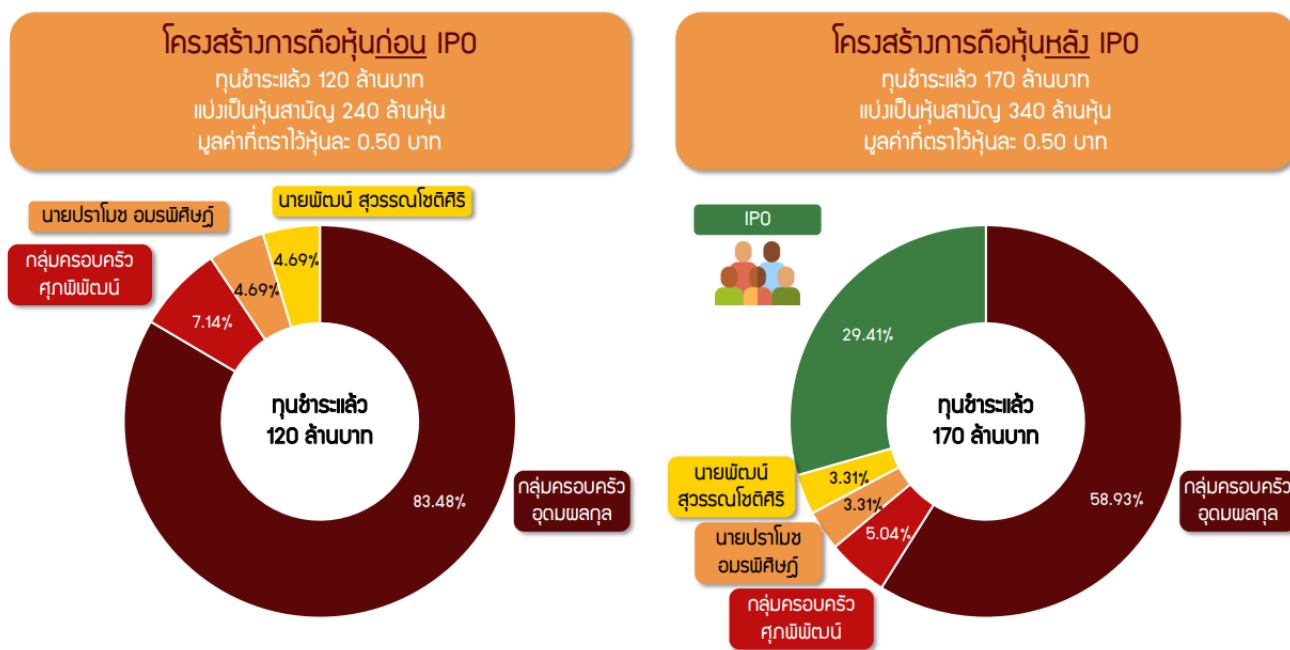 โครงสร้างการถือหุ้นก่อน IPO
ทุนชำระแล้ว 120 ล้านบาท
แบ่งเป็นหุ้นสามัญ 240 ล้านหุ้น
มูลค่าที่ตราไว้หุ้นละ 0.50 บาท
นายพัฒน์ สุวรรณโชติศิริ
นายปราโมช อมรพิศิษฎ์
กลุ่มครอบครัว
ศุภพิพัฒน์
4.69%
4.69%
7.14%
ทุนชำระแล้ว
120 ล้านบาท
83.48%
กลุ่มครอบครัว
อุดมผลกุล
โครงสร้างการถือหุ้นหลัง IPO
ทุนชำระแล้ว 170 ล้านบาท
แบ่งเป็นหุ้นสามัญ 340 ล้านหุ้น
มูลค่าที่ตราไว้หุ้นละ 0.50 บาท
IPO
29.41%
ทุนชำระแล้ว
170 ล้านบาท
นายพัฒน์
สุวรรณโชติศิริ
3.31%
3.31%
5.04%
58.93%
กลุ่มครอบครัว
อุดมผลกุล
นายปราโมช
อมรพิศิษฎ์
กลุ่มครอบครัว
ศุภพิพัฒน์